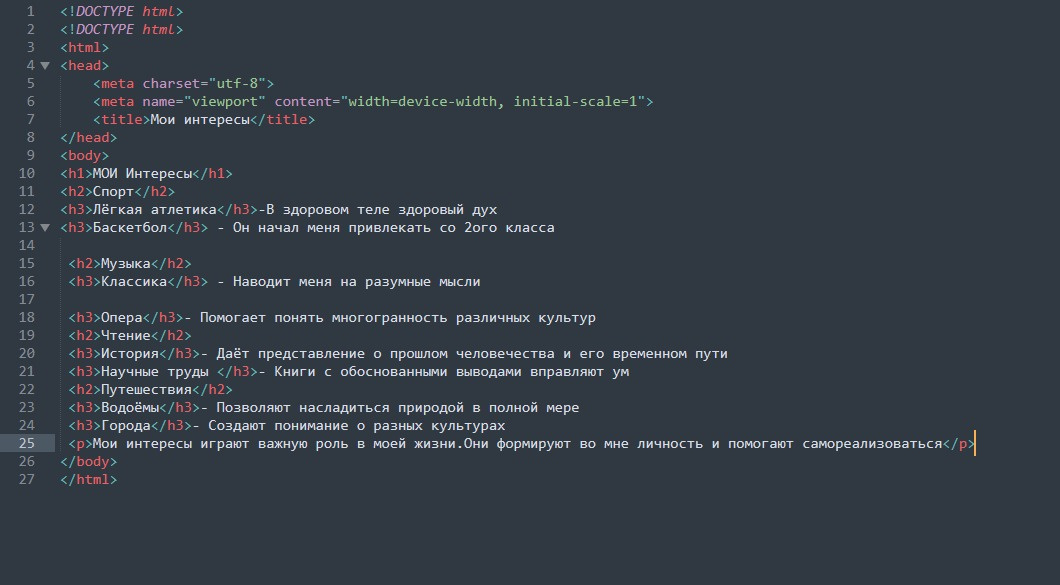 1 <!DOCTYPE html>
2 <!DOCTYPE html>
3 <html>
4 <head>
5 <meta charset="utf-8">
6 <meta name="viewport" content="width=device-width, initial-scale=1">
7 <title>Мои интересы</title>
8 </head>
9 <body>
10 <h1>МОИ Интересы</h1>
11 <h2>Спорт</h2>
12 <h3>Лёгкая атлетика</h3>-В здоровом теле здоровый дух
13 <h3>Баскетбол</h3> - Он начал меня привлекать со 2ого класса
14
15 <h2>Музыка</h2>
16 <h3>Классика</h3> - Наводит меня на разумные мысли
17
18 <h3>Опера</h3>- Помогает понять многогранность различных культур
19 <h2>Чтение</h2>
20 <h3>История</h3>- Даёт представление о прошлом человечества и его временном пути
21 <h3>Научные труды </h3>- Книги с обоснованными выводами вправляют ум
22 <h2>Путешествия</h2>
23 <h3>Водоёмы</h3>- Позволяют насладиться природой в полной мере
24 <h3>Города</h3>- Создают понимание о разных культурах
25 <p>Мои интересы играют важную роль в моей жизни.Они формируют во мне личность и помогают самореализоваться</p>
26 </body>
27 </html>